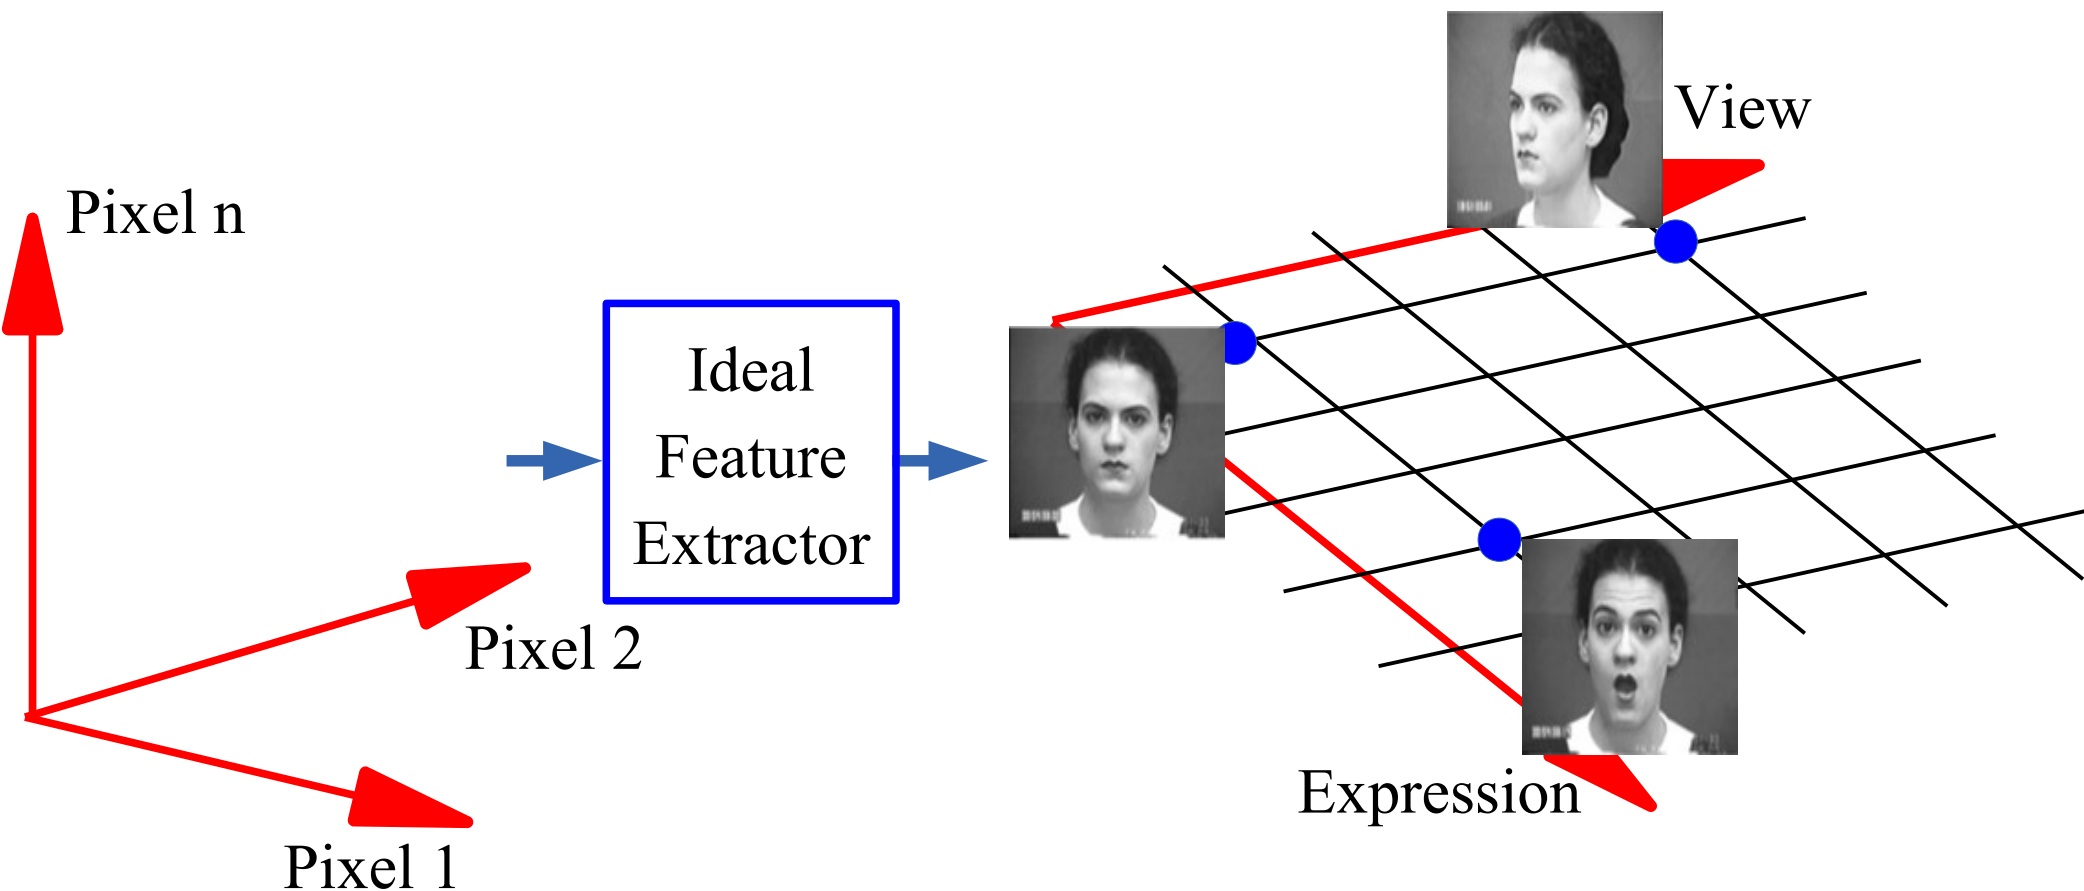 View
Pixel n
Ideal
Feature
Extractor
Pixel 2
Expression
Pixel 1